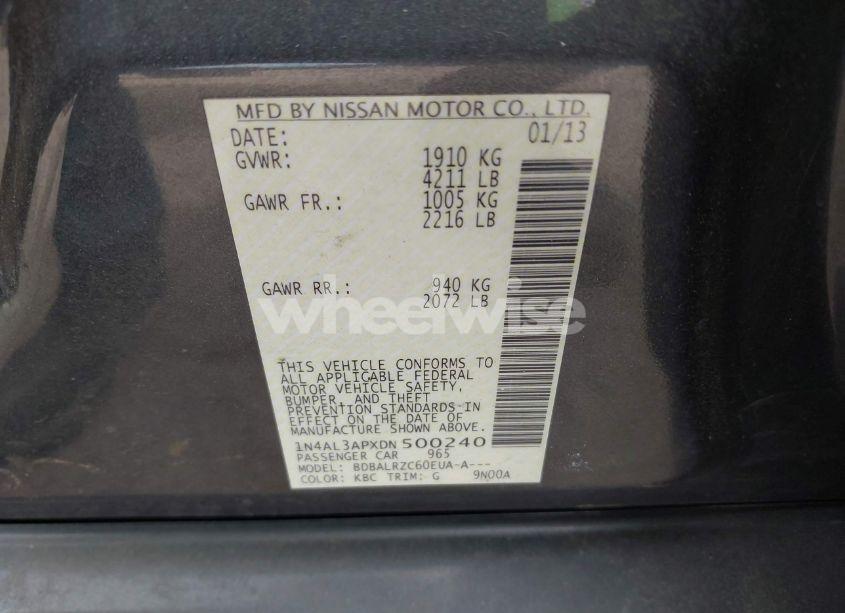 MFD BY NISSAN MOTOR CO., LTD.
DATE: 01/13
GVWR: 1910 KG
4211 LB
GAWR FR.: 1005 KG
2216 LB
GAWR RR.: 940 KG
2072 LB
wheelwise
THIS VEHICLE CONFORMS TO
ALL APPLICABLE FEDERAL
MOTOR VEHICLE SAFETY,
BUMPER, AND THEFT
PREVENTION STANDARDS IN
EFFECT ON THE DATE OF
MANUFACTURE SHOWN ABOVE.
1N4AL3APXDN500240
PASSENGER CAR 965
MODEL: BDBALRZC60EUA-A---
COLOR: KBC TRIM: G 9N00A